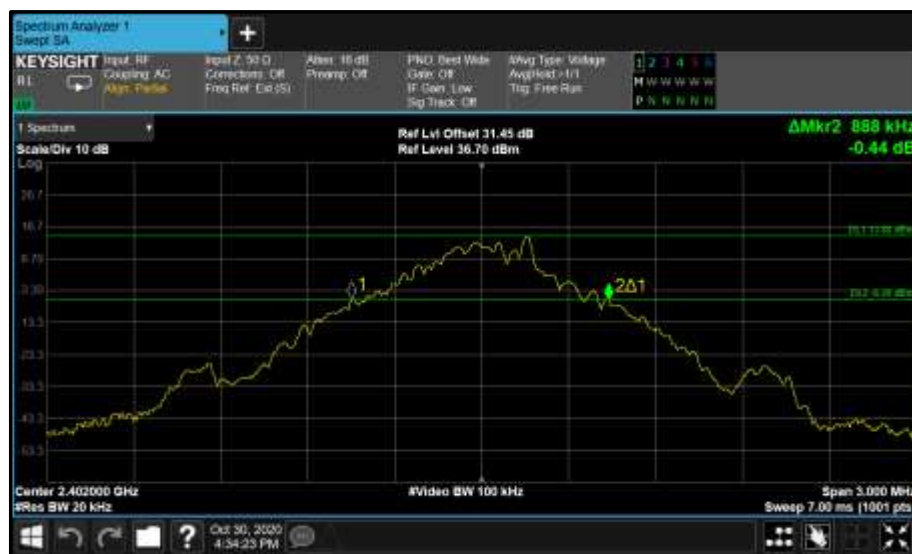 Spectrum Analyzer 1
Swept SA
+
KEYSIGHT
Input: RF
Coupling: AC
Align: Partial
Input Z: 50 Ω
Corrections: Off
Freq Ref: Ext (S)
Preamp: Off
PNO: Best Wide
Gate: Off
IF Gain: Low
Sig Track: Off
#Avg Type: Voltage
Avg|Hold:>1/1
Trig: Free Run
1 2 3 4 5 6
M W W W W W
P N N N N N
1 Spectrum
Scale/Div 10 dB
Ref Lvl Offset 31.45 dB
Ref Level 36.70 dBm
ΔMkr2 888 kHz
-0.44 dB
Log
26.7
16.7
-3.30
-13.3
-23.3
-33.3
-43.3
-53.3
1
2Δ1
Center 2.402000 GHz
#Res BW 20 kHz
#Video BW 100 kHz
Span 3.000 MHz
Sweep 7.00 ms (1001 pts
?
Oct 30, 2020
4:34:23 PM